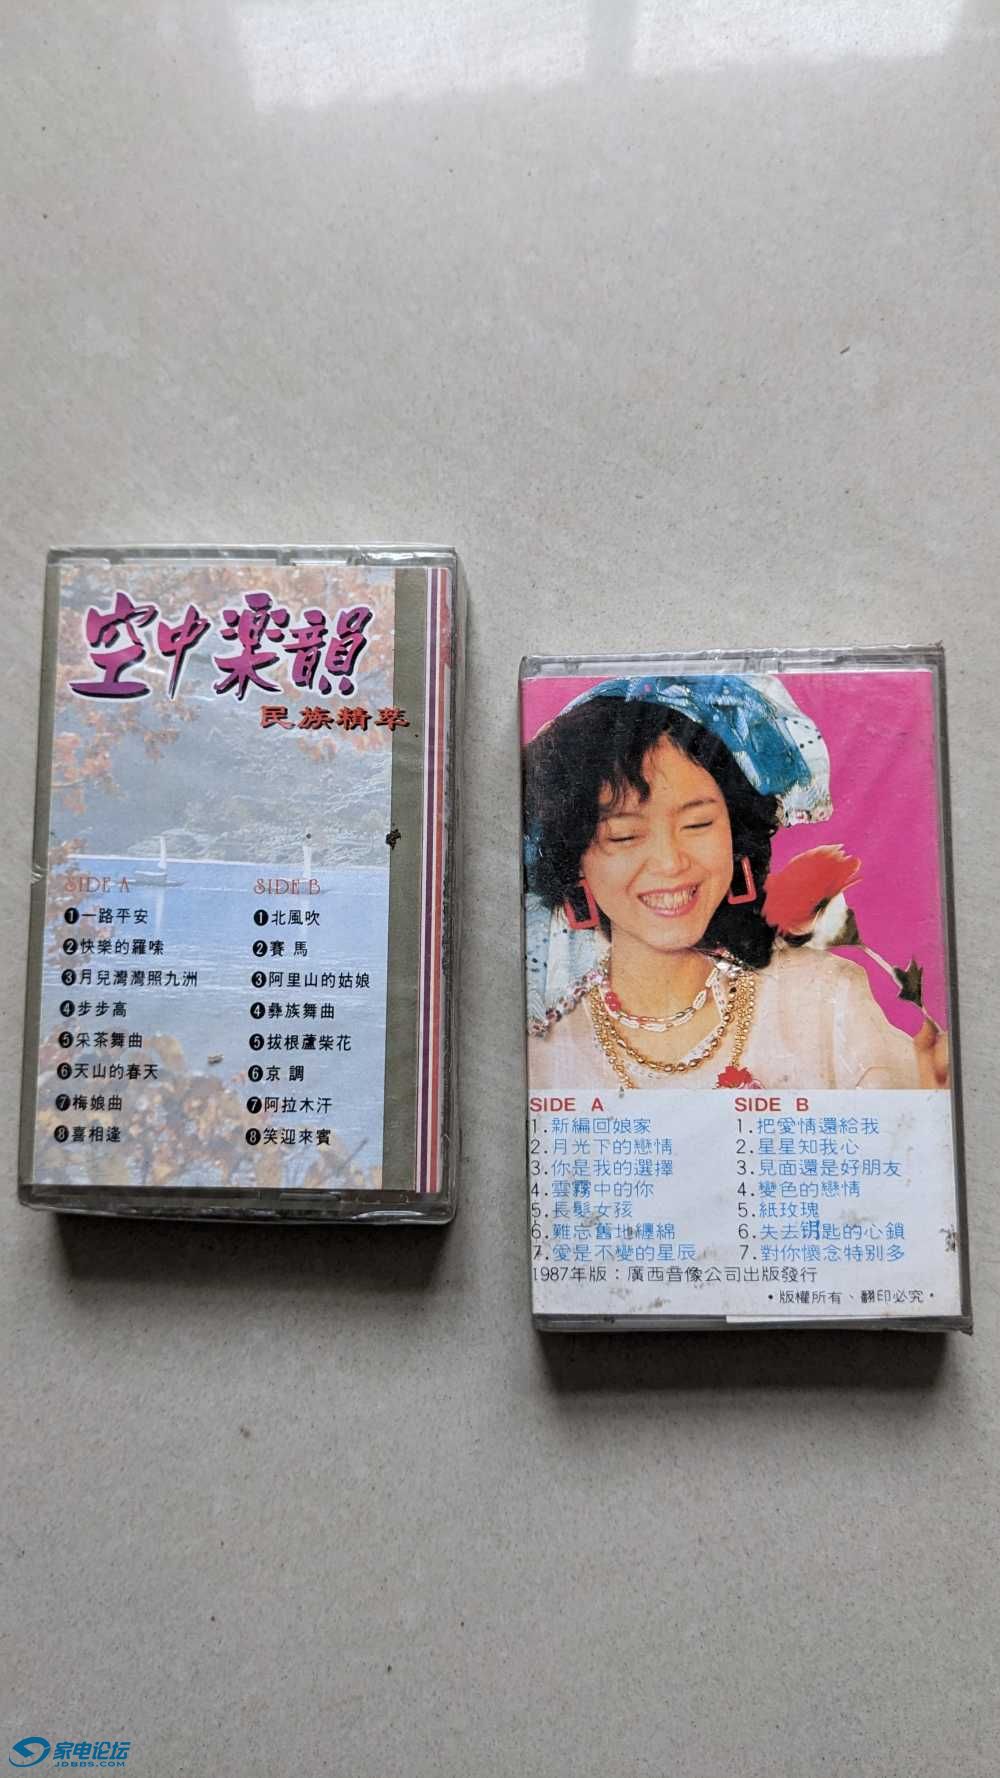 空中楽韻
民族精萃
SIDE A
❶一路平安
❷快樂的羅嗦
❸月兒灣灣照九洲
❹步步高
❺采茶舞曲
❻天山的春天
❼梅娘曲
❽喜相逢
SIDE B
❶北風吹
❷賽 馬
❸阿里山的姑娘
❹彝族舞曲
❺拔根蘆柴花
❻京 調
❼阿拉木汗
❽笑迎來賓
SIDE A
1.新編回娘家
2.月光下的戀情
3.你是我的選擇
4.雲霧中的你
5.長髮女孩
6.難忘舊地纏綿
7.愛是不變的星辰
SIDE B
1.把愛情還給我
2.星星知我心
3.見面還是好朋友
4.變色的戀情
5.紙玫瑰
6.失去钥匙的心鎖
7.對你懷念特别多
1987年版：廣西音像公司出版發行
•版權所有、翻印必究•
家电论坛
JDBBS.COM